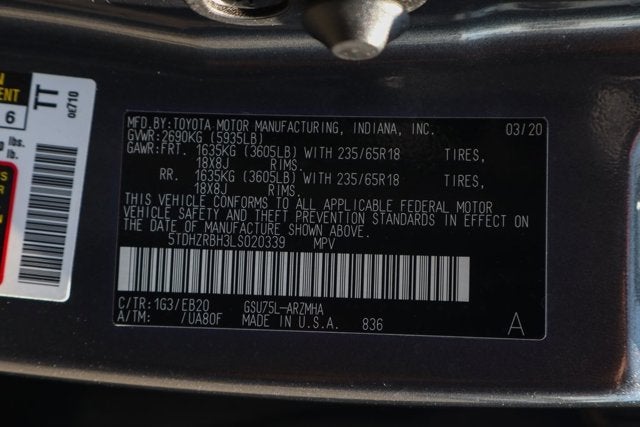 MFD.BY:TOYOTA MOTOR MANUFACTURING, INDIANA, INC. 03/20
GVWR:2690KG (5935LB)
GAWR:FRT. 1635KG (3605LB) WITH 235/65R18 TIRES,
18X8J RIMS.
RR. 1635KG (3605LB) WITH 235/65R18 TIRES,
18X8J RIMS.
THIS VEHICLE CONFORMS TO ALL APPLICABLE FEDERAL MOTOR
VEHICLE SAFETY AND THEFT PREVENTION STANDARDS IN EFFECT ON
THE DATE OF MANUFACTURE SHOWN ABOVE.
5TDHZRBH3LS020339 MPV
C/TR:1G3/EB20 GSU75L-ARZMHA
A/TM: /UA80F MADE IN U.S.A. 836 A
TT
0E710
6
lbs.